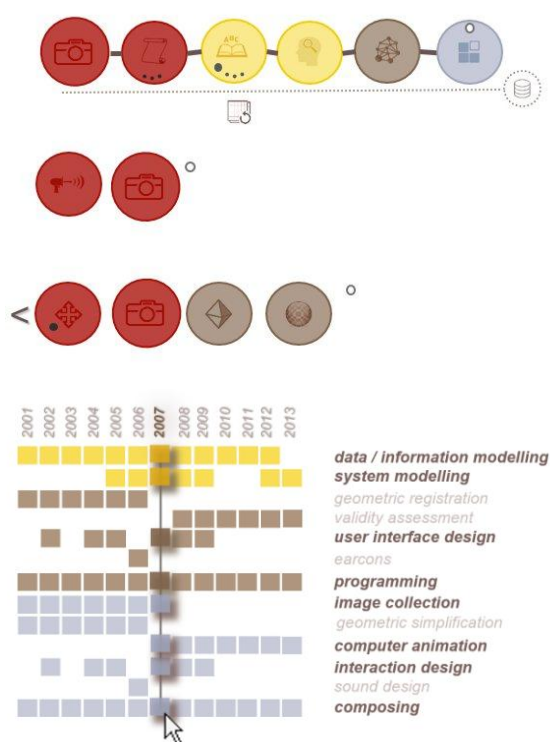 ABC
<
2001 2002 2003 2004 2005 2006 2007 2008 2009 2010 2011 2012 2013
data / information modelling
system modelling
geometric registration
validity assessment
user interface design
earcons
programming
image collection
geometric simplification
computer animation
interaction design
sound design
composing